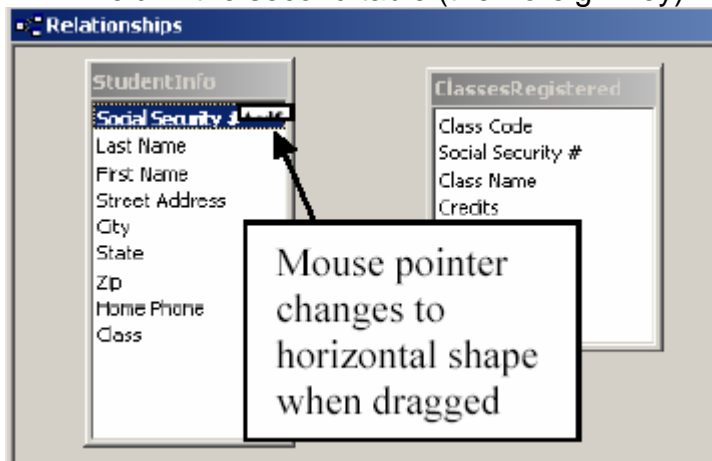 Relationships
StudentInfo
Social Security #
Last Name
First Name
Street Address
City
State
Zip
Home Phone
Class
ClassesRegistered
Class Code
Social Security #
Class Name
Credits
Mouse pointer
changes to
horizontal shape
when dragged